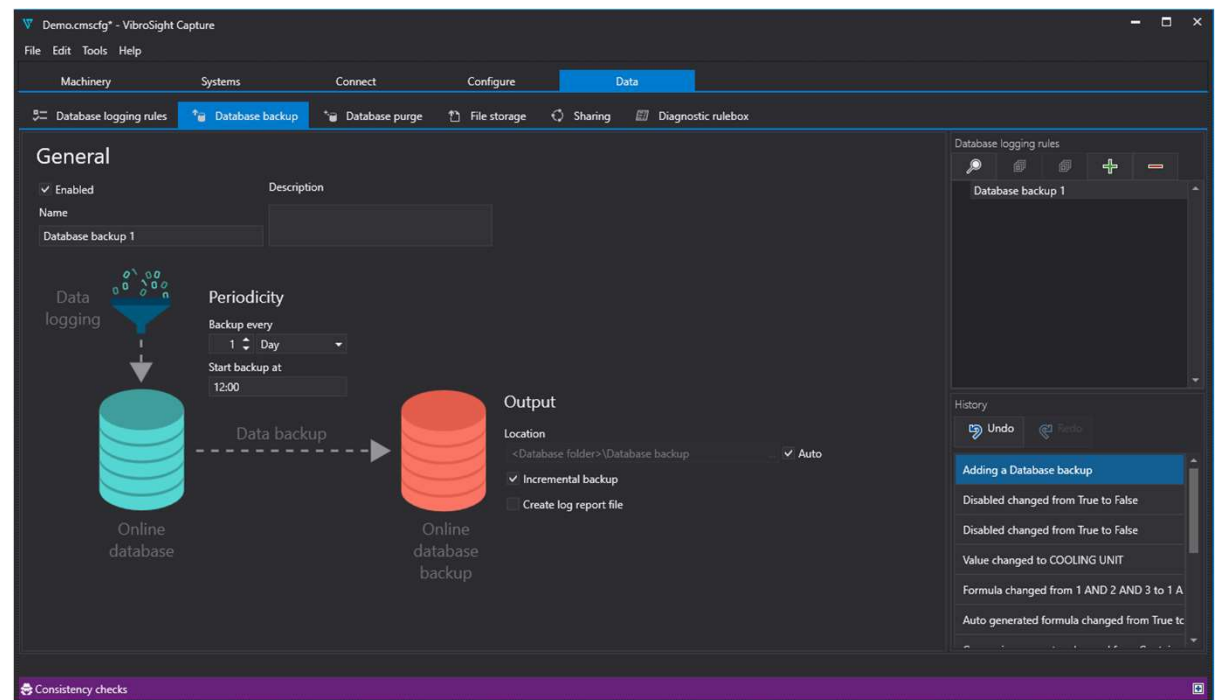 Demo.cmscfg* - VibroSight Capture
File Edit Tools Help
Machinery Systems Connect Configure Data
Database logging rules Database backup Database purge File storage Sharing Diagnostic rulebox
General
Enabled
Description
Name
Database backup 1
Data
logging
Periodicity
Backup every
1 Day
Start backup at
12:00
Data backup
Output
Location
<Database folder>\Database backup ... Auto
Incremental backup
Create log report file
Online
database
Online
database
backup
Database logging rules
Database backup 1
History
Undo Redo
Adding a Database backup
Disabled changed from True to False
Disabled changed from True to False
Value changed to COOLING UNIT
Formula changed from 1 AND 2 AND 3 to 1 A
Auto generated formula changed from True to
Consistency checks